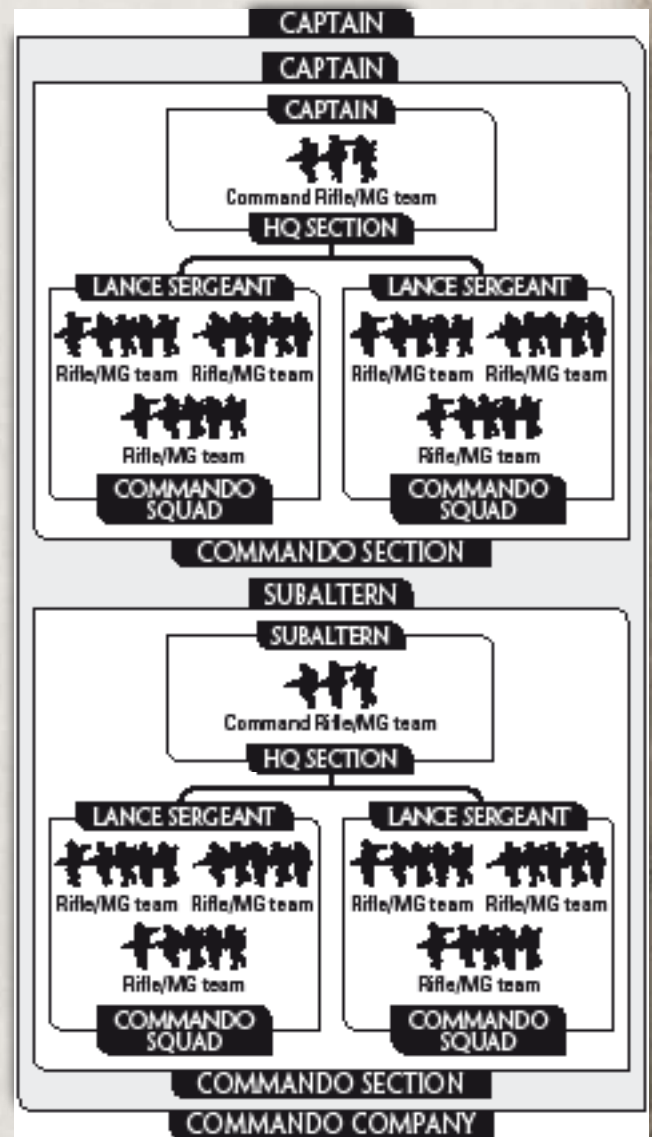 CAPTAIN
CAPTAIN
CAPTAIN
Command Rifle/MG team
HQ SECTION
LANCE SERGEANT LANCE SERGEANT
Rifle/MG team Rifle/MG team Rifle/MG team Rifle/MG team
Rifle/MG team Rifle/MG team
COMMANDO COMMANDO
SQUAD SQUAD
COMMANDO SECTION
SUBALTERN
SUBALTERN
Command Rifle/MG team
HQ SECTION
LANCE SERGEANT LANCE SERGEANT
Rifle/MG team Rifle/MG team Rifle/MG team Rifle/MG team
Rifle/MG team Rifle/MG team
COMMANDO COMMANDO
SQUAD SQUAD
COMMANDO SECTION
COMMANDO COMPANY